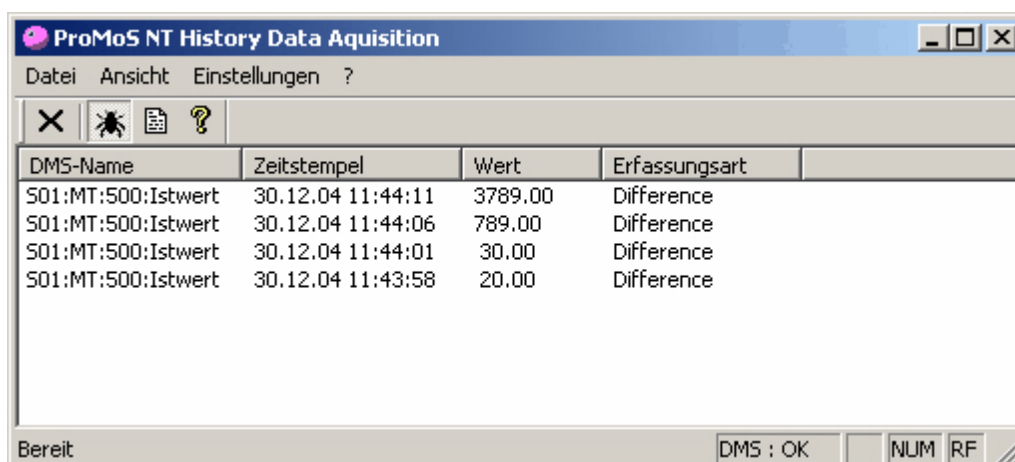 ProMoS NT History Data Aquisition
Datei Ansicht Einstellungen ?
DMS-Name Zeitstempel Wert Erfassungsart
S01:MT:500:Istwert 30.12.04 11:44:11 3789.00 Difference
S01:MT:500:Istwert 30.12.04 11:44:06 789.00 Difference
S01:MT:500:Istwert 30.12.04 11:44:01 30.00 Difference
S01:MT:500:Istwert 30.12.04 11:43:58 20.00 Difference
Bereit DMS : OK NUM RF